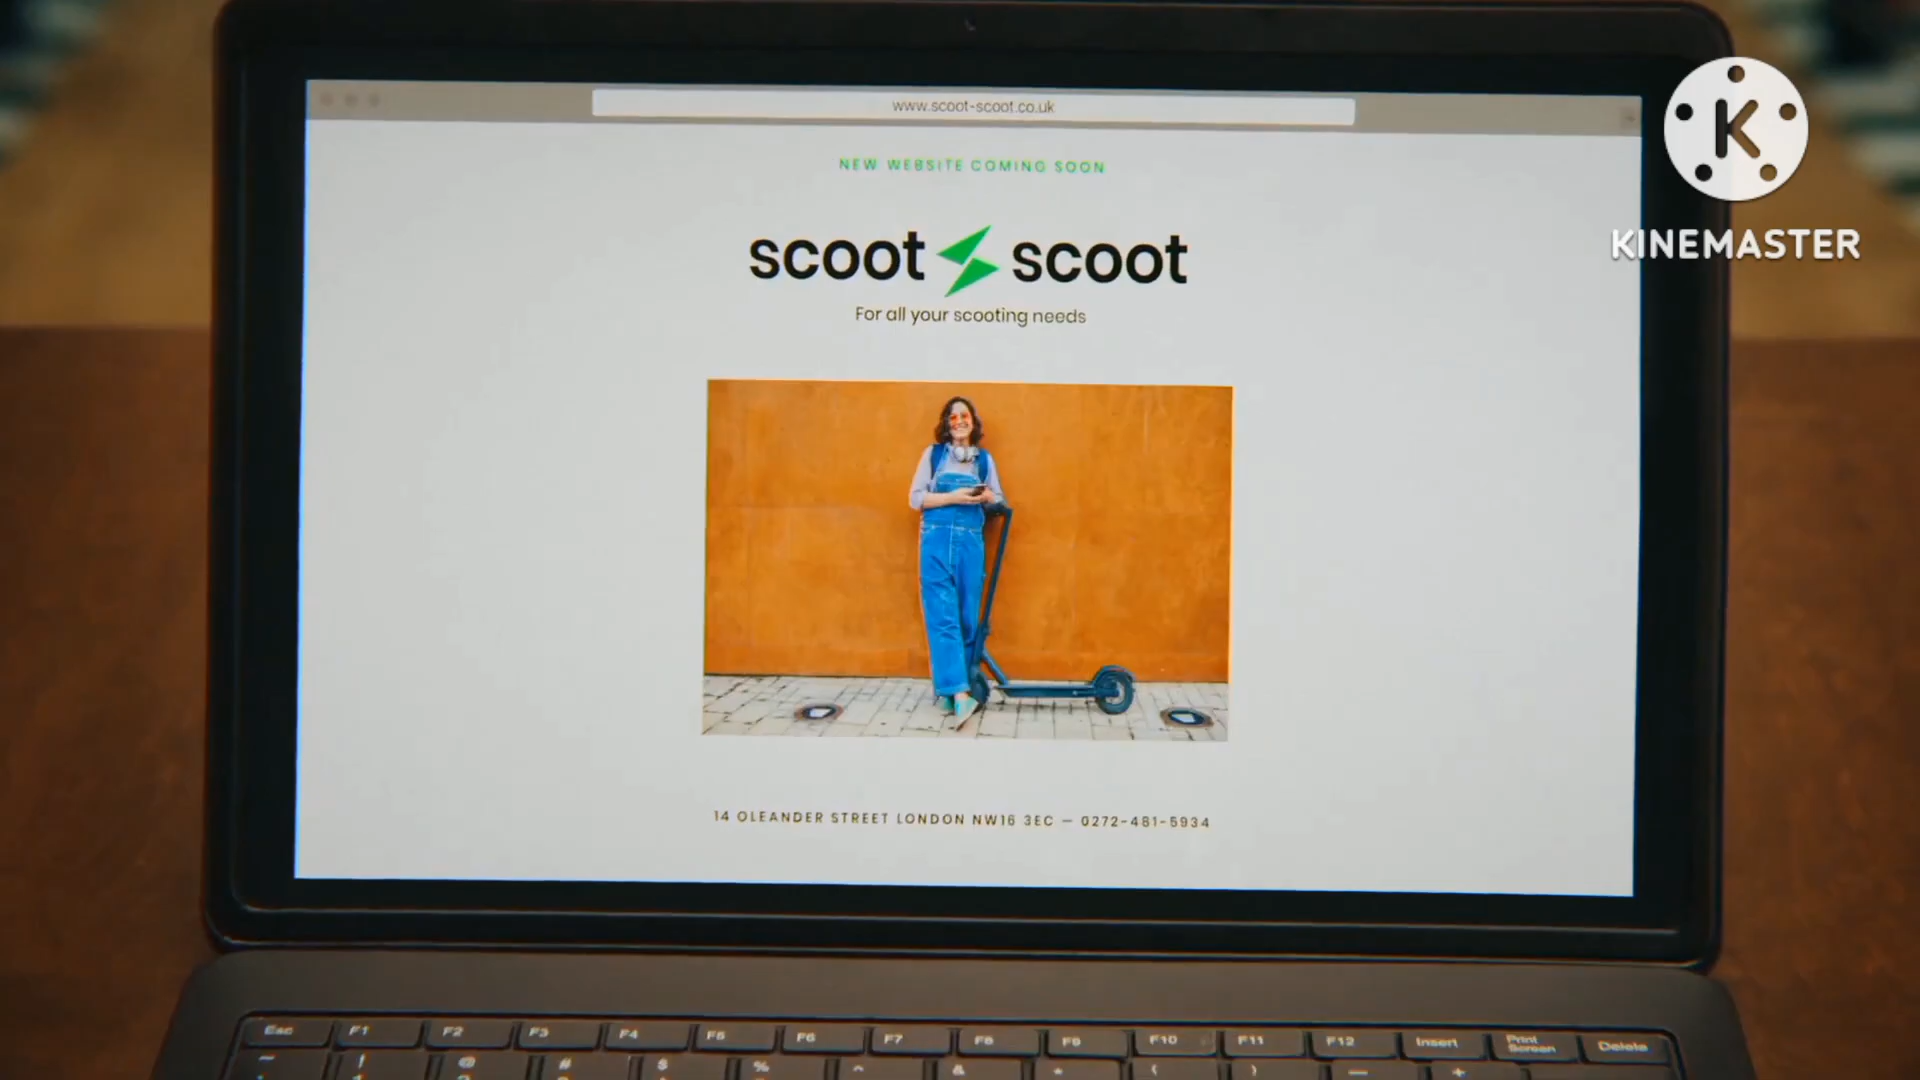 www.scoot-scoot.co.uk
NEW WEBSITE COMING SOON
scoot scoot
For all your scooting needs
14 OLEANDER STREET LONDON NW16 3EC — 0272-481-5934
K
KINEMASTER
Esc F1 F2 F3 F4 F5 F6 F7 F8 F9 F10 F11 F12 Insert Print Screen Delete
~ ! @ # $ % ^ & * ( ) — +